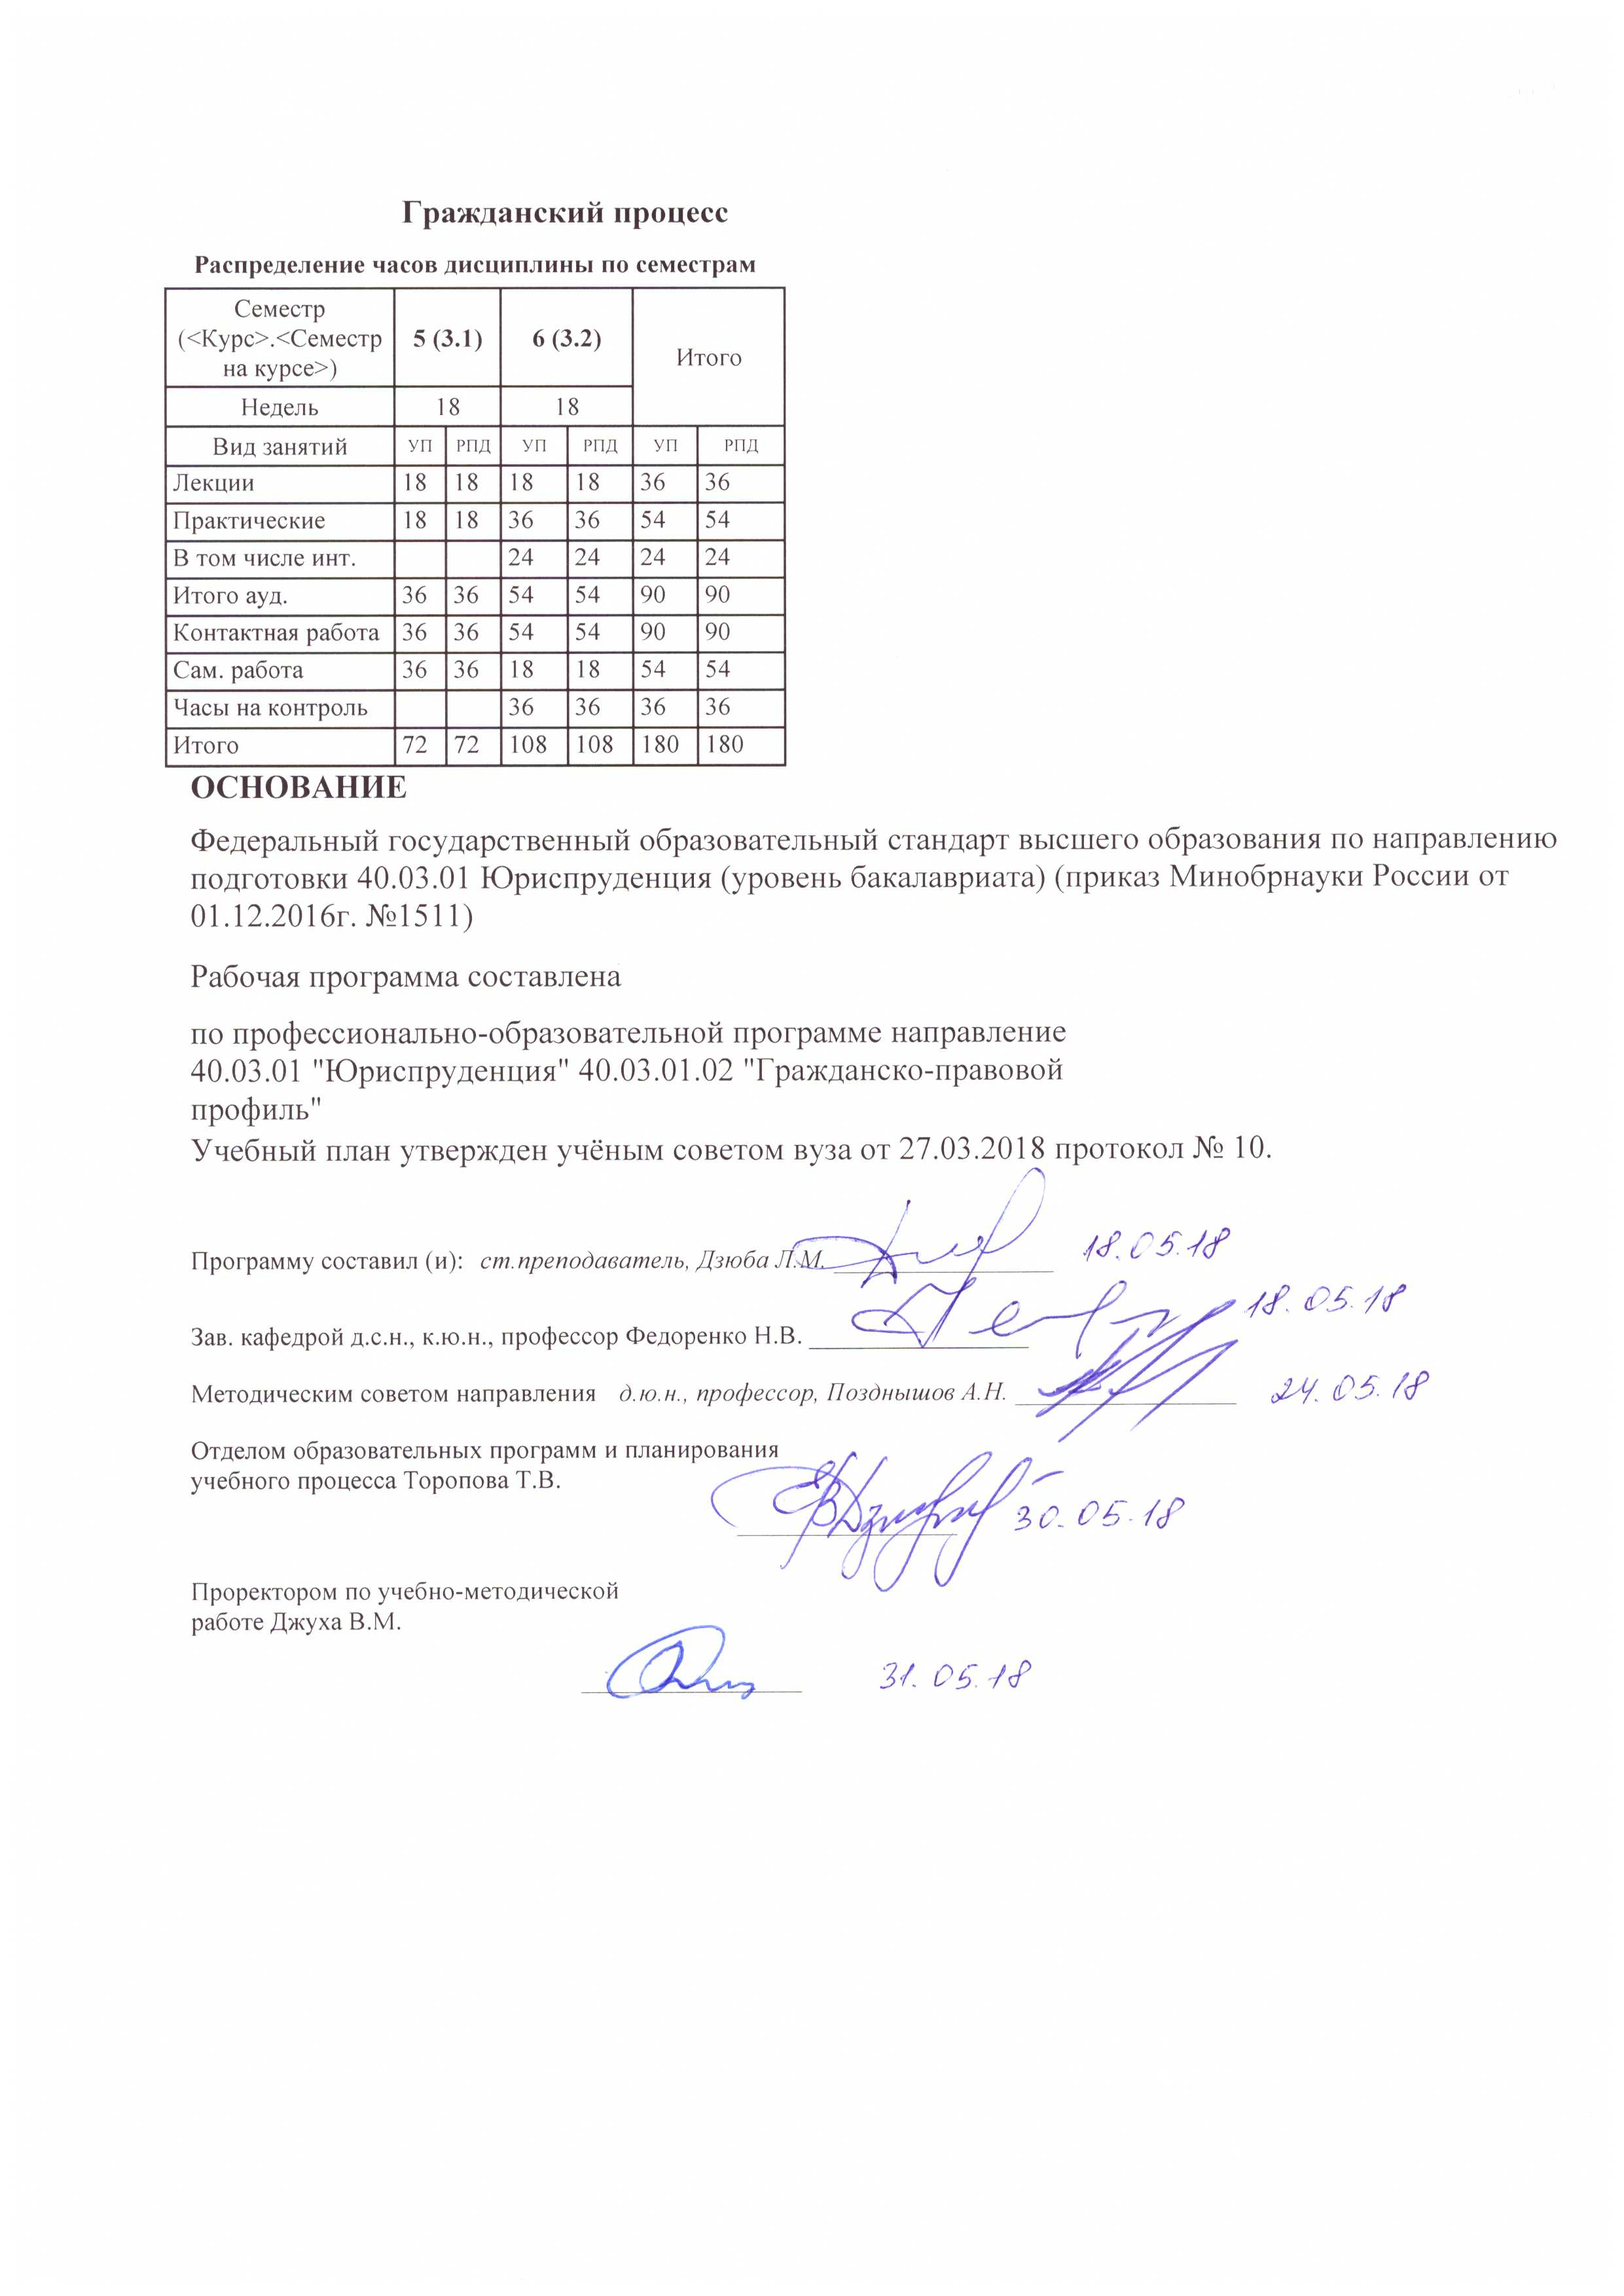 Гражданский процесс
Распределение часов дисциплины по семестрам
Семестр (<Курс>.<Семестр на курсе>) 5 (3.1) 6 (3.2) Итого
Недель 18 18
Вид занятий УП РПД УП РПД УП РПД
Лекции 18 18 18 18 36 36
Практические 18 18 36 36 54 54
В том числе инт. 24 24 24 24
Итого ауд. 36 36 54 54 90 90
Контактная работа 36 36 54 54 90 90
Сам. работа 36 36 18 18 54 54
Часы на контроль 36 36 36 36
Итого 72 72 108 108 180 180
ОСНОВАНИЕ
Федеральный государственный образовательный стандарт высшего образования по направлению
подготовки 40.03.01 Юриспруденция (уровень бакалавриата) (приказ Минобрнауки России от
01.12.2016г. №1511)
Рабочая программа составлена
по профессионально-образовательной программе направление
40.03.01 "Юриспруденция" 40.03.01.02 "Гражданско-правовой
профиль"
Учебный план утвержден учёным советом вуза от 27.03.2018 протокол № 10.
Программу составил (и): ст.преподаватель, Дзюба Л.М. 18.05.18
Зав. кафедрой д.с.н., к.ю.н., профессор Федоренко Н.В. 18.05.18
Методическим советом направления д.ю.н., профессор, Позднышов А.Н. 24.05.18
Отделом образовательных программ и планирования
учебного процесса Торопова Т.В.
30.05.18
Проректором по учебно-методической
работе Джуха В.М.
31.05.18